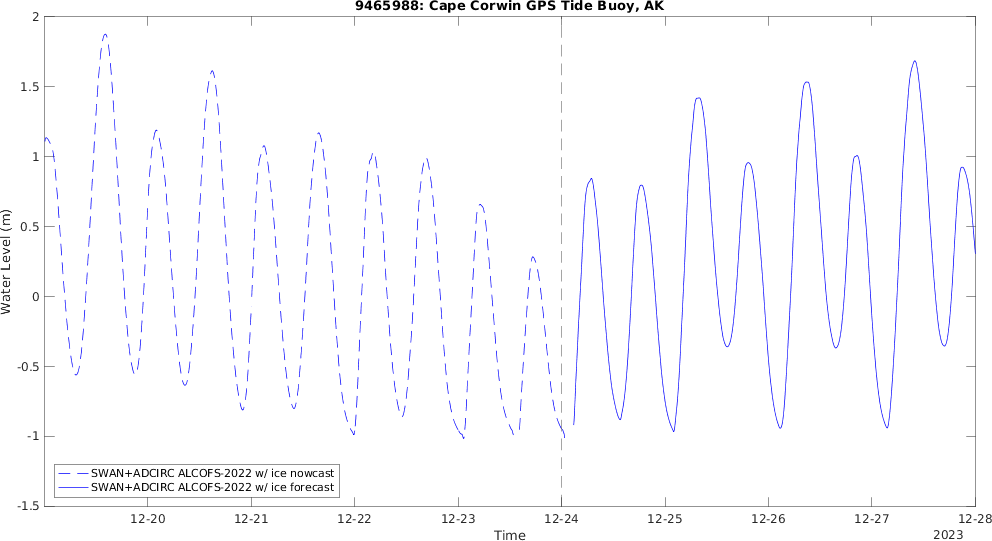 9465988: Cape Corwin GPS Tide Buoy, AK
Water Level (m)
2
1.5
1
0.5
0
-0.5
-1
-1.5
SWAN+ADCIRC ALCOFS-2022 w/ ice nowcast
SWAN+ADCIRC ALCOFS-2022 w/ ice forecast
12-20 12-21 12-22 12-23 12-24 12-25 12-26 12-27 12-28
Time
2023